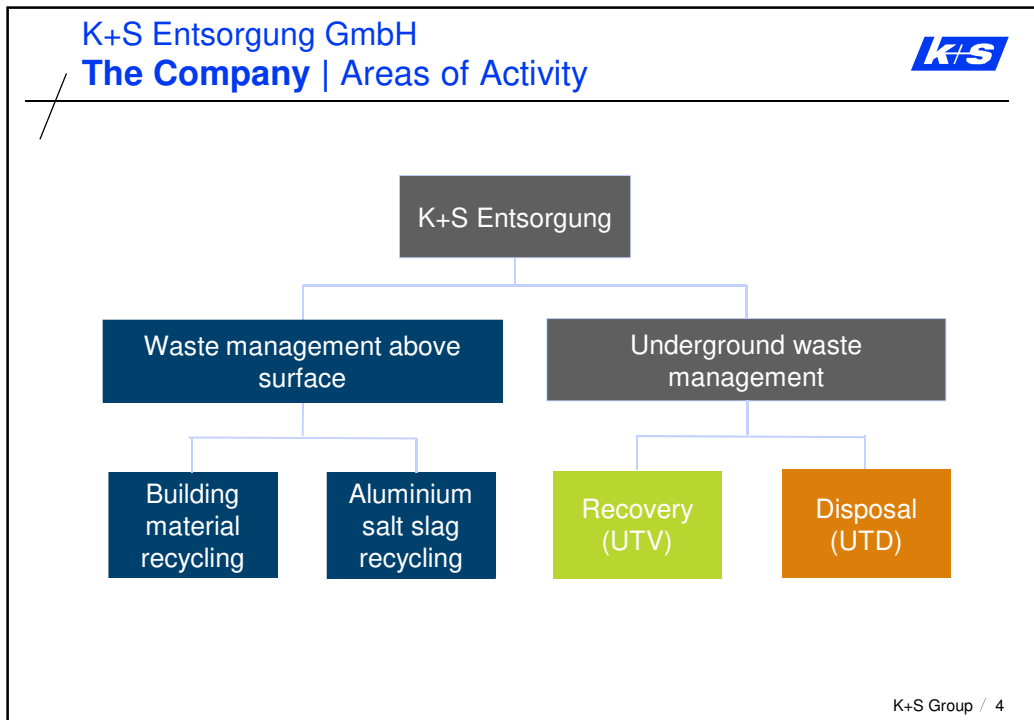 K+S Entsorgung GmbH
The Company | Areas of Activity
K+S
K+S Entsorgung
Waste management above
surface
Underground waste
management
Building
material
recycling
Aluminium
salt slag
recycling
Recovery
(UTV)
Disposal
(UTD)
K+S Group / 4